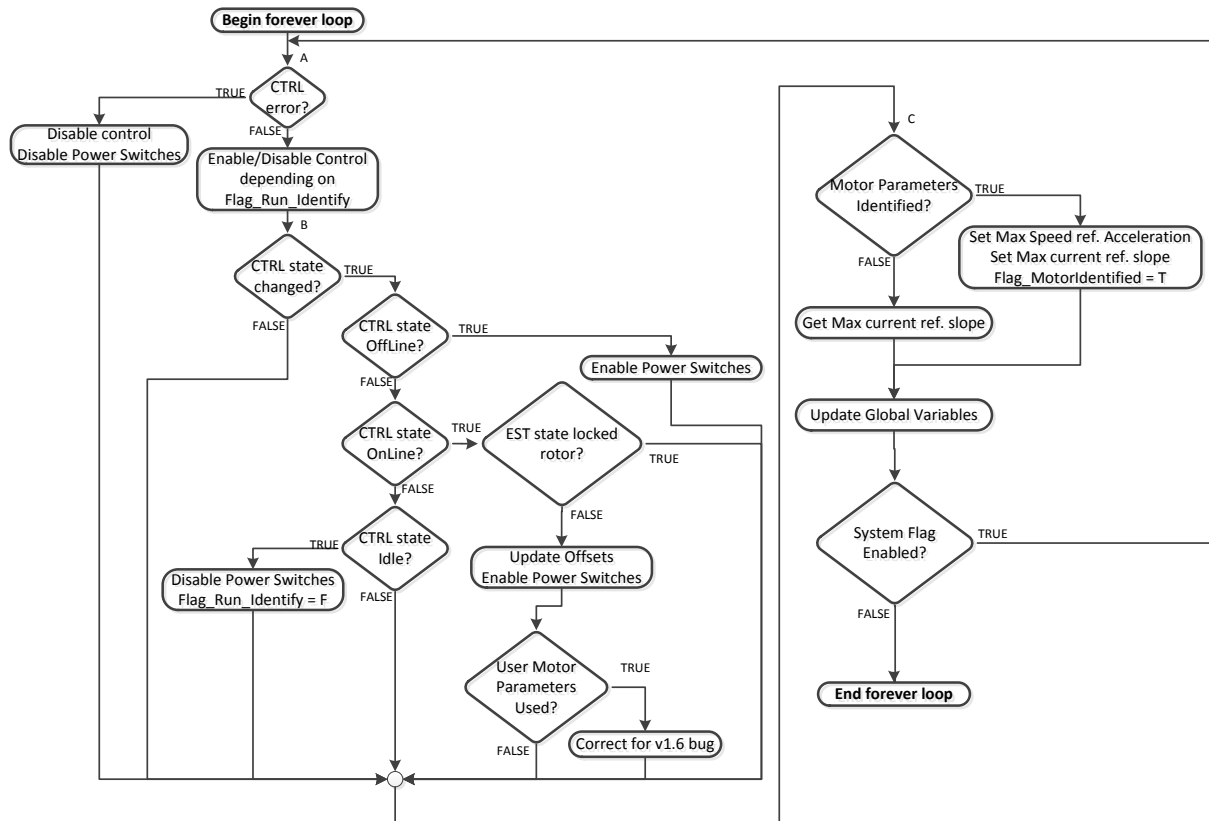 Begin forever loop
A
CTRL
error?
TRUE
FALSE
Disable control
Disable Power Switches
Enable/Disable Control
depending on
Flag_Run_Identify
B
CTRL state
changed?
TRUE
FALSE
CTRL state
OffLine?
TRUE
FALSE
Enable Power Switches
CTRL state
OnLine?
TRUE
FALSE
EST state locked
rotor?
TRUE
FALSE
CTRL state
Idle?
TRUE
FALSE
Disable Power Switches
Flag_Run_Identify = F
Update Offsets
Enable Power Switches
User Motor
Parameters
Used?
TRUE
FALSE
Correct for v1.6 bug
C
Motor Parameters
Identified?
TRUE
FALSE
Set Max Speed ref. Acceleration
Set Max current ref. slope
Flag_MotorIdentified = T
Get Max current ref. slope
Update Global Variables
System Flag
Enabled?
TRUE
FALSE
End forever loop